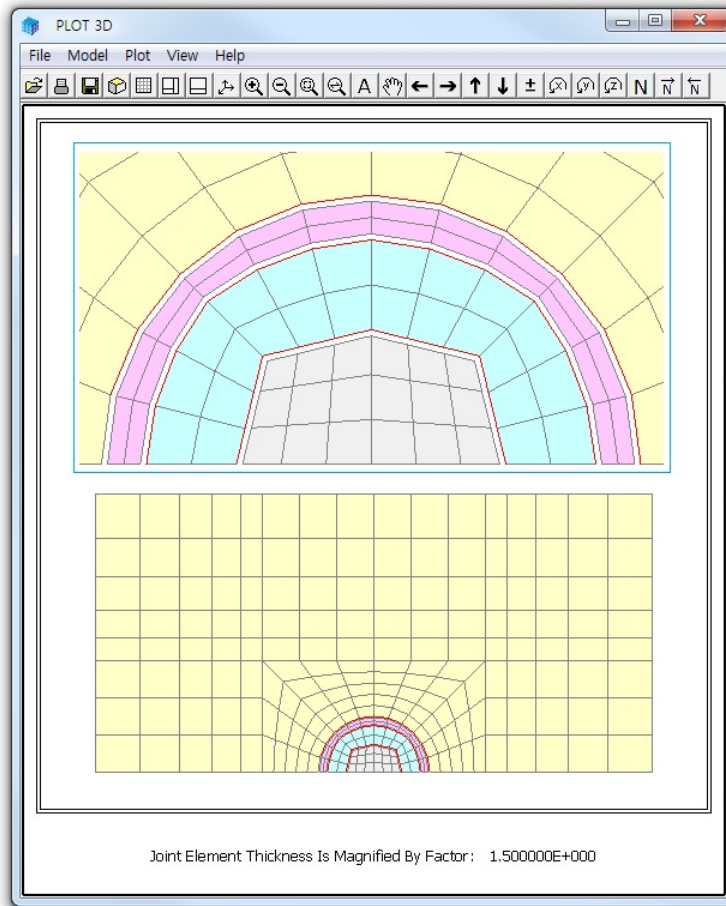 PLOT 3D
File Model Plot View Help
A ± x y z N N N
Joint Element Thickness Is Magnified By Factor: 1.500000E+000